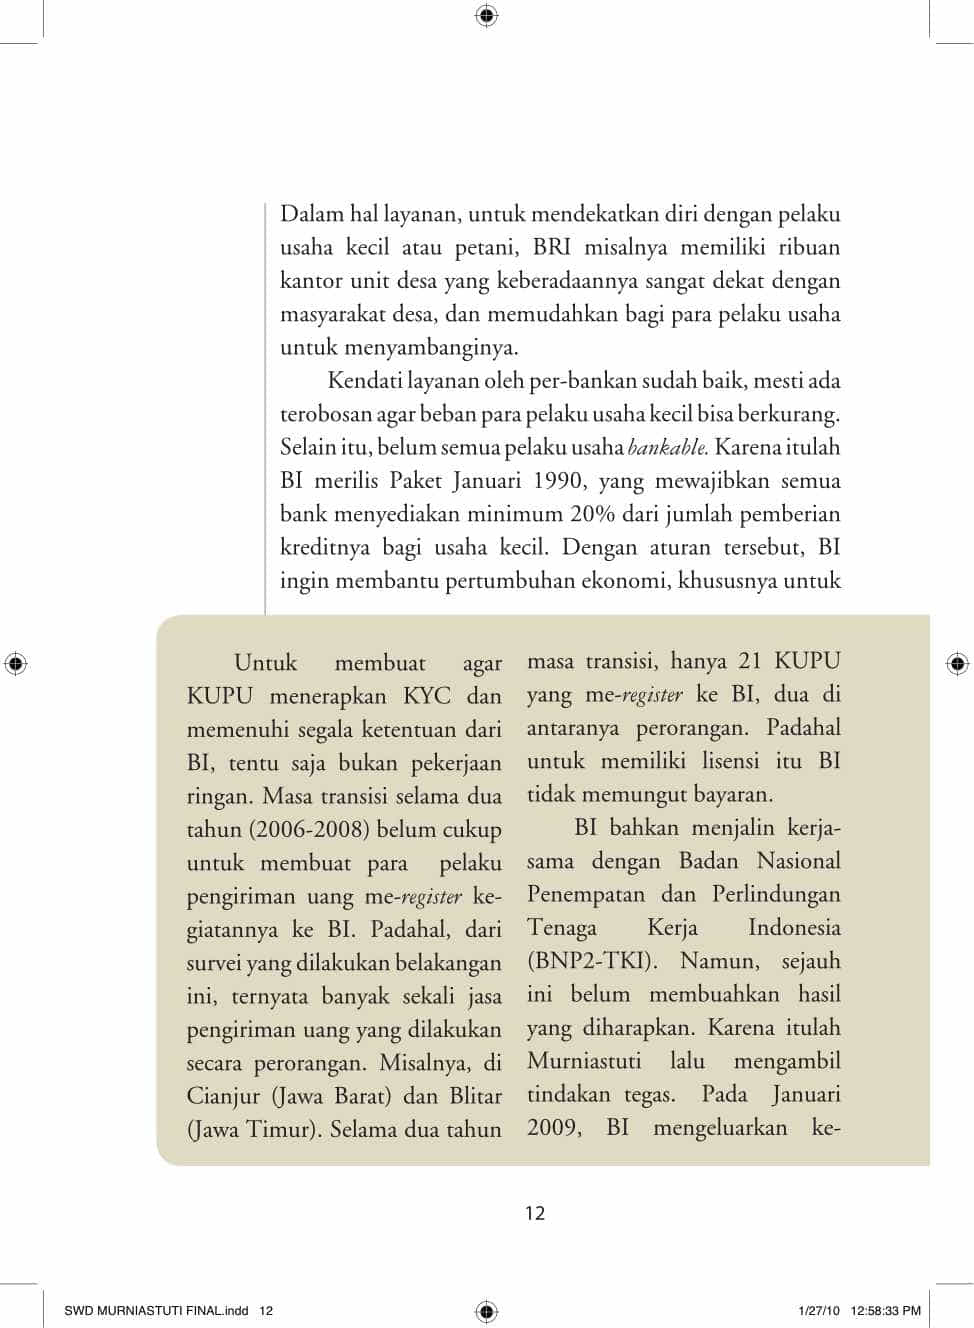 Dalam hal layanan, untuk mendekatkan diri dengan pelaku
usaha kecil atau petani, BRI misalnya memiliki ribuan
kantor unit desa yang keberadaannya sangat dekat dengan
masyarakat desa, dan memudahkan bagi para pelaku usaha
untuk menyambanginya.
Kendati layanan oleh per-bankan sudah baik, mesti ada
terobosan agar beban para pelaku usaha kecil bisa berkurang.
Selain itu, belum semua pelaku usaha bankable. Karena itulah
BI merilis Paket Januari 1990, yang mewajibkan semua
bank menyediakan minimum 20% dari jumlah pemberian
kreditnya bagi usaha kecil. Dengan aturan tersebut, BI
ingin membantu pertumbuhan ekonomi, khususnya untuk
Untuk membuat agar
KUPU menerapkan KYC dan
memenuhi segala ketentuan dari
BI, tentu saja bukan pekerjaan
ringan. Masa transisi selama dua
tahun (2006-2008) belum cukup
untuk membuat para pelaku
pengiriman uang me-register ke-
giatannya ke BI. Padahal, dari
survei yang dilakukan belakangan
ini, ternyata banyak sekali jasa
pengiriman uang yang dilakukan
secara perorangan. Misalnya, di
Cianjur (Jawa Barat) dan Blitar
(Jawa Timur). Selama dua tahun
masa transisi, hanya 21 KUPU
yang me-register ke BI, dua di
antaranya perorangan. Padahal
untuk memiliki lisensi itu BI
tidak memungut bayaran.
BI bahkan menjalin kerja-
sama dengan Badan Nasional
Penempatan dan Perlindungan
Tenaga Kerja Indonesia
(BNP2-TKI). Namun, sejauh
ini belum membuahkan hasil
yang diharapkan. Karena itulah
Murniastuti lalu mengambil
tindakan tegas. Pada Januari
2009, BI mengeluarkan ke-
12
SWD MURNIASTUTI FINAL.indd 12
1/27/10 12:58:33 PM